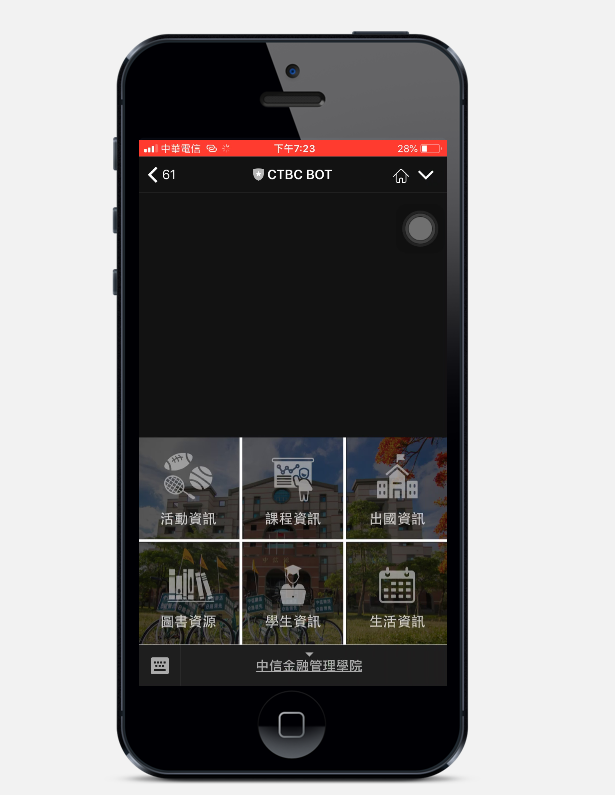 中華電信 下午7:23 28%
61 CTBC BOT
活動資訊 課程資訊 出國資訊
圖書資源 學生資訊 生活資訊
中信金融管理學院